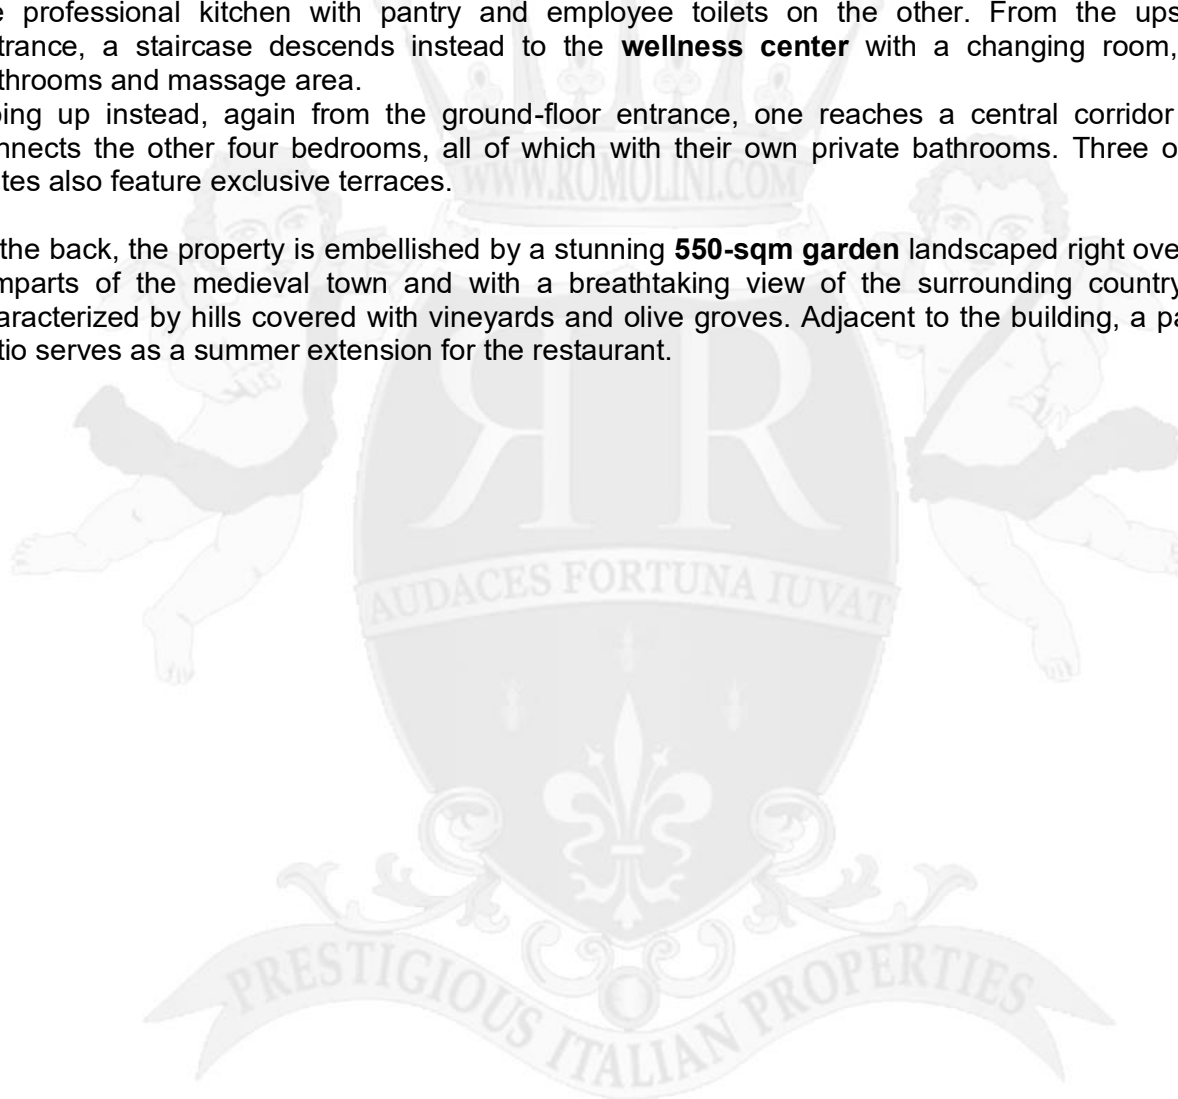 professional kitchen with pantry and employee toilets on the other. From the ups
trance, a staircase descends instead to the wellness center with a changing room,
throoms and massage area.
ing up instead, again from the ground-floor entrance, one reaches a central corridor
nnects the other four bedrooms, all of which with their own private bathrooms. Three o
tes also feature exclusive terraces.
WWW.ROMOLINI.COM
the back, the property is embellished by a stunning 550-sqm garden landscaped right ove
mparts of the medieval town and with a breathtaking view of the surrounding country
aracterized by hills covered with vineyards and olive groves. Adjacent to the building, a pa
tio serves as a summer extension for the restaurant.
RR
AUDACES FORTUNA IUVAT
PRESTIGIOUS ITALIAN PROPERTIES